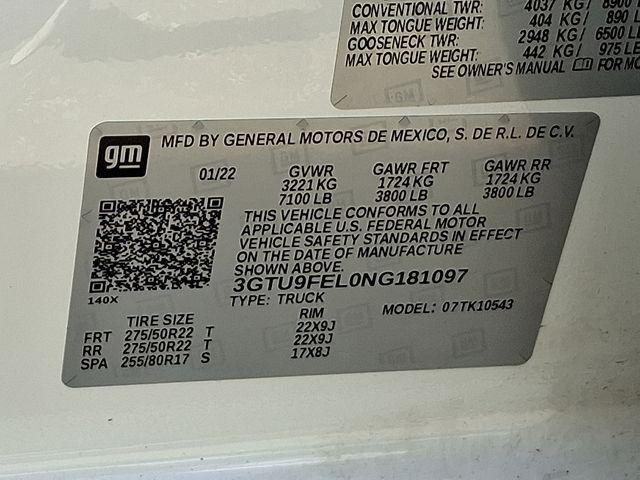 CONVENTIONAL TWR: 4037 KG/ 8900
MAX TONGUE WEIGHT: 404 KG/ 890 L
GOOSENECK TWR: 2948 KG/ 6500 L
MAX TONGUE WEIGHT: 442 KG/ 975 LB
SEE OWNER'S MANUAL FOR MO
gm MFD BY GENERAL MOTORS DE MEXICO, S. DE R.L. DE C.V.
01/22 GVWR GAWR FRT GAWR RR
3221 KG 1724 KG 1724 KG
7100 LB 3800 LB 3800 LB
THIS VEHICLE CONFORMS TO ALL
APPLICABLE U.S. FEDERAL MOTOR
VEHICLE SAFETY STANDARDS IN EFFECT
ON THE DATE OF MANUFACTURE
SHOWN ABOVE.
3GTU9FEL0NG181097
140X TYPE: TRUCK MODEL: 07TK10543
TIRE SIZE RIM
FRT 275/50R22 T 22X9J
RR 275/50R22 T 22X9J
SPA 255/80R17 S 17X8J